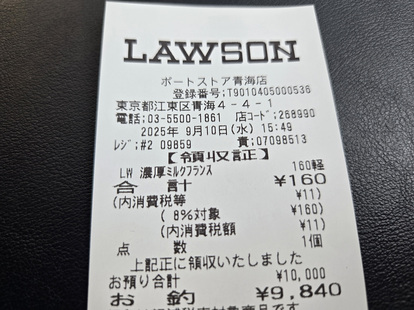 LAWSON
ポートストア青海店
登録番号:T9010405000536
東京都江東区青海4-4-1
電話:03-5500-1861 店コード:268990
2025年 9月10日(水) 15:49
レジ:#2 09859 責:07098513
【領収証】
LW 濃厚ミルクフランス 160軽
合 計 ¥160
(内消費税等 ¥11)
( 8%対象 ¥160)
(内消費税額 ¥11)
点 数 1個
上記正に領収いたしました
お預り合計 ¥10,000
お 釣 ¥9,840